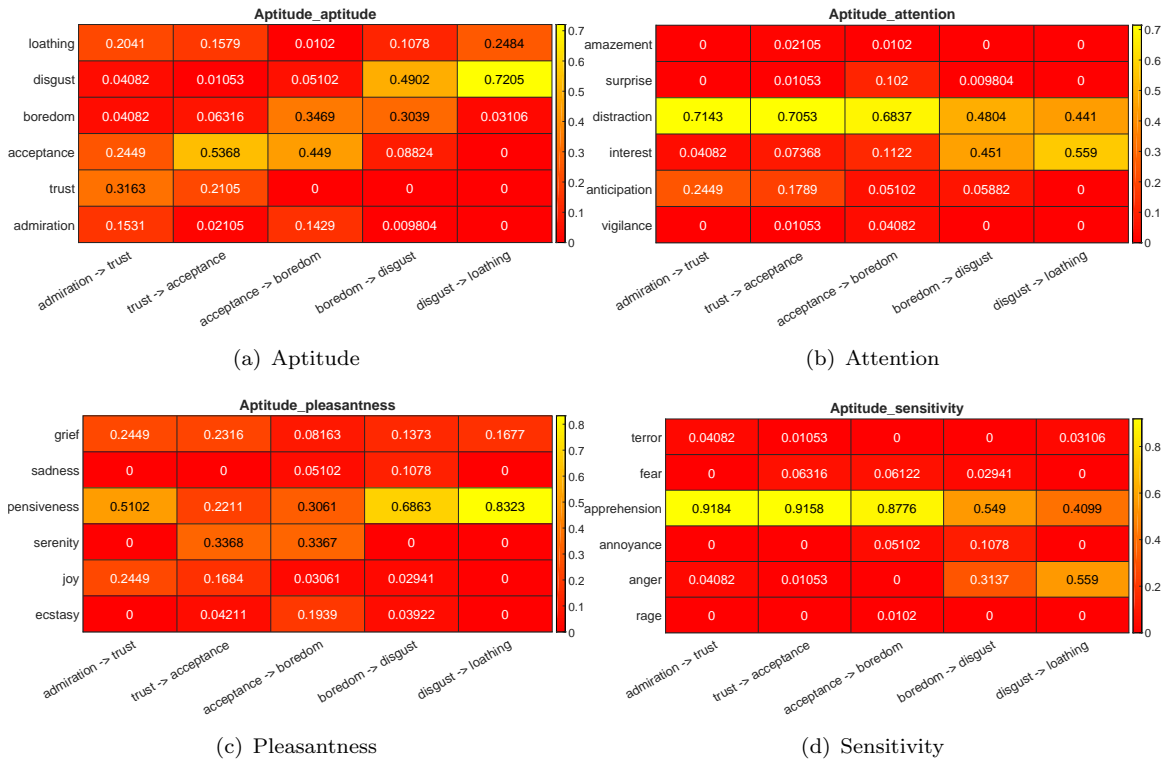 Aptitude_aptitude
loathing 0.2041 0.1579 0.0102 0.1078 0.2484
disgust 0.04082 0.01053 0.05102 0.4902 0.7205
boredom 0.04082 0.06316 0.3469 0.3039 0.03106
acceptance 0.2449 0.5368 0.449 0.08824 0
trust 0.3163 0.2105 0 0 0
admiration 0.1531 0.02105 0.1429 0.009804 0
0.7
0.6
0.5
0.4
0.3
0.2
0.1
0
admiration -> trust
trust -> acceptance
acceptance -> boredom
boredom -> disgust
disgust -> loathing
(a) Aptitude
Aptitude_attention
amazement 0 0.02105 0.0102 0 0
surprise 0 0.01053 0.102 0.009804 0
distraction 0.7143 0.7053 0.6837 0.4804 0.441
interest 0.04082 0.07368 0.1122 0.451 0.559
anticipation 0.2449 0.1789 0.05102 0.05882 0
vigilance 0 0.01053 0.04082 0 0
0.7
0.6
0.5
0.4
0.3
0.2
0.1
0
admiration -> trust
trust -> acceptance
acceptance -> boredom
boredom -> disgust
disgust -> loathing
(b) Attention
Aptitude_pleasantness
grief 0.2449 0.2316 0.08163 0.1373 0.1677
sadness 0 0 0.05102 0.1078 0
pensiveness 0.5102 0.2211 0.3061 0.6863 0.8323
serenity 0 0.3368 0.3367 0 0
joy 0.2449 0.1684 0.03061 0.02941 0
ecstasy 0 0.04211 0.1939 0.03922 0
0.8
0.7
0.6
0.5
0.4
0.3
0.2
0.1
0
admiration -> trust
trust -> acceptance
acceptance -> boredom
boredom -> disgust
disgust -> loathing
(c) Pleasantness
Aptitude_sensitivity
terror 0.04082 0.01053 0 0 0.03106
fear 0 0.06316 0.06122 0.02941 0
apprehension 0.9184 0.9158 0.8776 0.549 0.4099
annoyance 0 0 0.05102 0.1078 0
anger 0.04082 0.01053 0 0.3137 0.559
rage 0 0 0.0102 0 0
0.8
0.6
0.4
0.2
0
admiration -> trust
trust -> acceptance
acceptance -> boredom
boredom -> disgust
disgust -> loathing
(d) Sensitivity